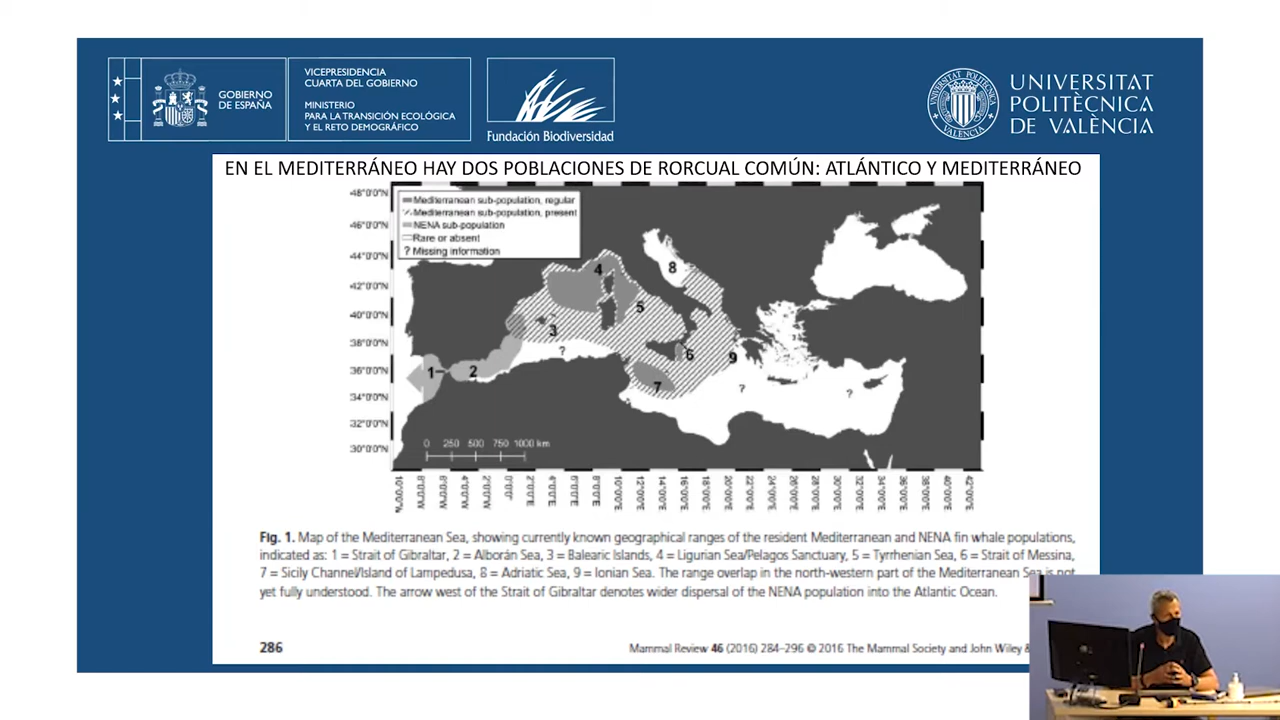 GOBIERNO
DE ESPAÑA
VICEPRESIDENCIA
CUARTA DEL GOBIERNO
MINISTERIO
PARA LA TRANSICIÓN ECOLÓGICA
Y EL RETO DEMOGRÁFICO
Fundación Biodiversidad
UNIVERSITAT
POLITÈCNICA
DE VALÈNCIA
EN EL MEDITERRÁNEO HAY DOS POBLACIONES DE RORCUAL COMÚN: ATLÁNTICO Y MEDITERRÁNEO
Mediterranean sub-population, regular
Mediterranean sub-population, present
NENA sub-population
Rare or absent
? Missing information
48°0'0"N
46°0'0"N
44°0'0"N
42°0'0"N
40°0'0"N
38°0'0"N
36°0'0"N
34°0'0"N
32°0'0"N
30°0'0"N
8
4
5
3
?
6
9
1
2
7
?
?
0 250 500 750 1000 km
Fig. 1. Map of the Mediterranean Sea, showing currently known geographical ranges of the resident Mediterranean and NENA fin whale populations,
indicated as: 1 = Strait of Gibraltar, 2 = Alborán Sea, 3 = Balearic Islands, 4 = Ligurian Sea/Pelagos Sanctuary, 5 = Tyrrhenian Sea, 6 = Strait of Messina,
7 = Sicily Channel/Island of Lampedusa, 8 = Adriatic Sea, 9 = Ionian Sea. The range overlap in the north-western part of the Mediterranean Sea is not
yet fully understood. The arrow west of the Strait of Gibraltar denotes wider dispersal of the NENA population into the Atlantic Ocean.
286
Mammal Review 46 (2016) 284–296 © 2016 The Mammal Society and John Wiley &